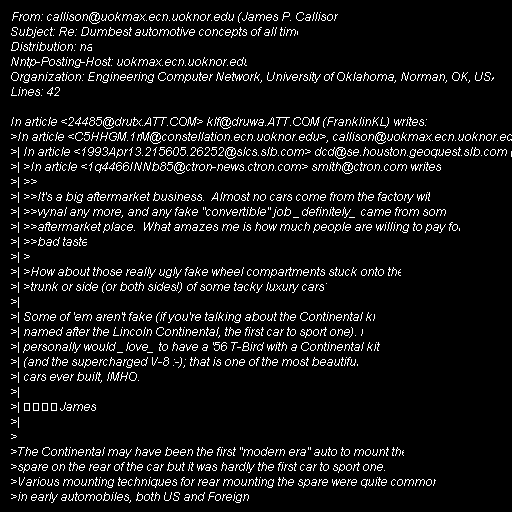 From: callison@uokmax.ecn.uoknor.edu (James P. Callison
Subject: Re: Dumbest automotive concepts of all time
Distribution: na
Nntp-Posting-Host: uokmax.ecn.uoknor.edu
Organization: Engineering Computer Network, University of Oklahoma, Norman, OK, USA
Lines: 42

In article <24485@drutx.ATT.COM> klf@druwa.ATT.COM (FranklinKL) writes:
>In article <C5HHGM.1rM@constellation.ecn.uoknor.edu>, callison@uokmax.ecn.uoknor.ed
>| In article <1993Apr13.215605.26252@slcs.slb.com> dcd@se.houston.geoquest.slb.com (
>| >In article <1q4466INNb85@ctron-news.ctron.com> smith@ctron.com writes
>| >>
>| >>It's a big aftermarket business.  Almost no cars come from the factory wit
>| >>vynal any more, and any fake "convertible" job _definitely_ came from som
>| >>aftermarket place.  What amazes me is how much people are willing to pay for
>| >>bad taste
>| >
>| >How about those really ugly fake wheel compartments stuck onto the
>| >trunk or side (or both sides!) of some tacky luxury cars
>|
>| Some of 'em aren't fake (if you're talking about the Continental ki
>| named after the Lincoln Continental, the first car to sport one). I
>| personally would _love_ to have a '56 T-Bird with a Continental kit
>| (and the supercharged V-8 :-); that is one of the most beautifu
>| cars ever built, IMHO.
>|
>| □□□□James
>|
>
>The Continental may have been the first "modern era" auto to mount the
>spare on the rear of the car but it was hardly the first car to sport one.
>Various mounting techniques for rear mounting the spare were quite common
>in early automobiles, both US and Foreign